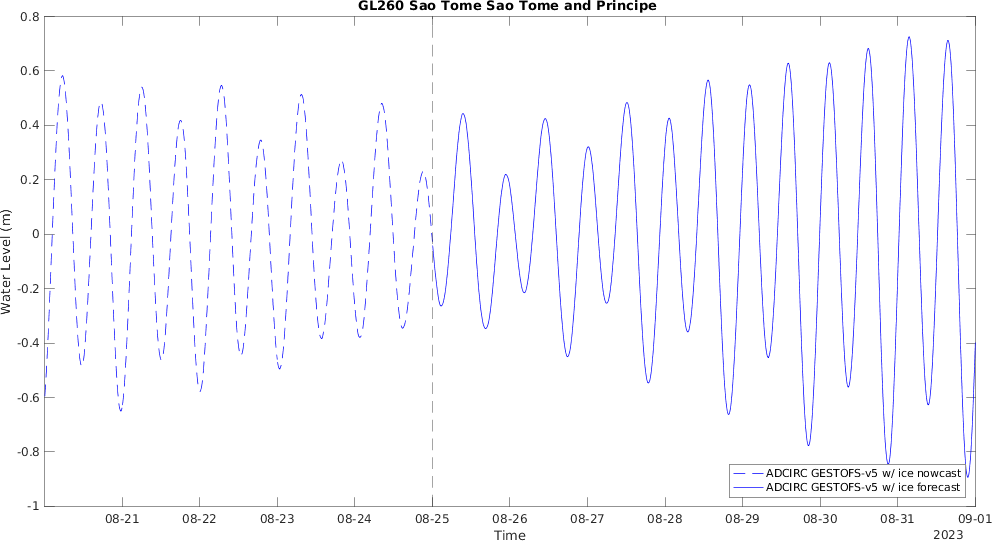 GL260 Sao Tome Sao Tome and Principe
Water Level (m)
0.8
0.6
0.4
0.2
0
-0.2
-0.4
-0.6
-0.8
-1
ADCIRC GESTOFS-v5 w/ ice nowcast
ADCIRC GESTOFS-v5 w/ ice forecast
08-21 08-22 08-23 08-24 08-25 08-26 08-27 08-28 08-29 08-30 08-31 09-01
Time
2023